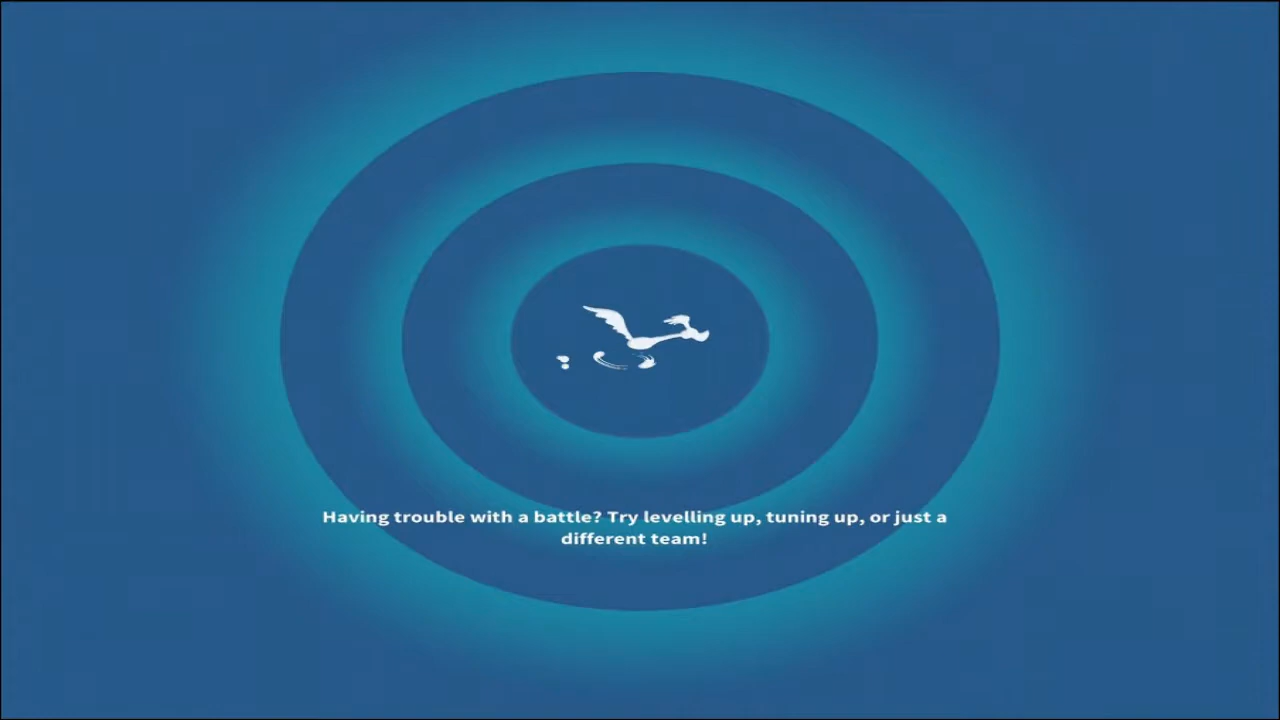 Having trouble with a battle? Try levelling up, tuning up, or just a
different team!